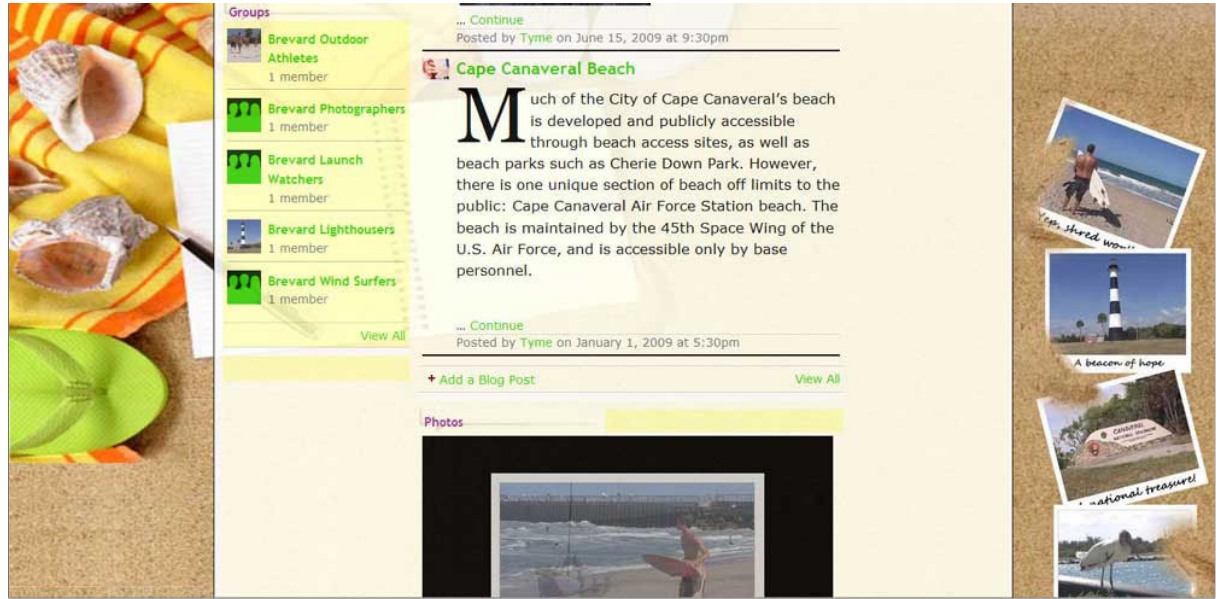 Groups
Brevard Outdoor
Athletes
1 member
Brevard Photographers
1 member
Brevard Launch
Watchers
1 member
Brevard Lighthousers
1 member
Brevard Wind Surfers
1 member
View All
... Continue
Posted by Tyme on June 15, 2009 at 9:30pm
Cape Canaveral Beach
Much of the City of Cape Canaveral’s beach
is developed and publicly accessible
through beach access sites, as well as
beach parks such as Cherie Down Park. However,
there is one unique section of beach off limits to the
public: Cape Canaveral Air Force Station beach. The
beach is maintained by the 45th Space Wing of the
U.S. Air Force, and is accessible only by base
personnel.
... Continue
Posted by Tyme on January 1, 2009 at 5:30pm
+ Add a Blog Post
View All
Photos
Yep, shred
A beacon of hope
CANAVERAL
national treasure!